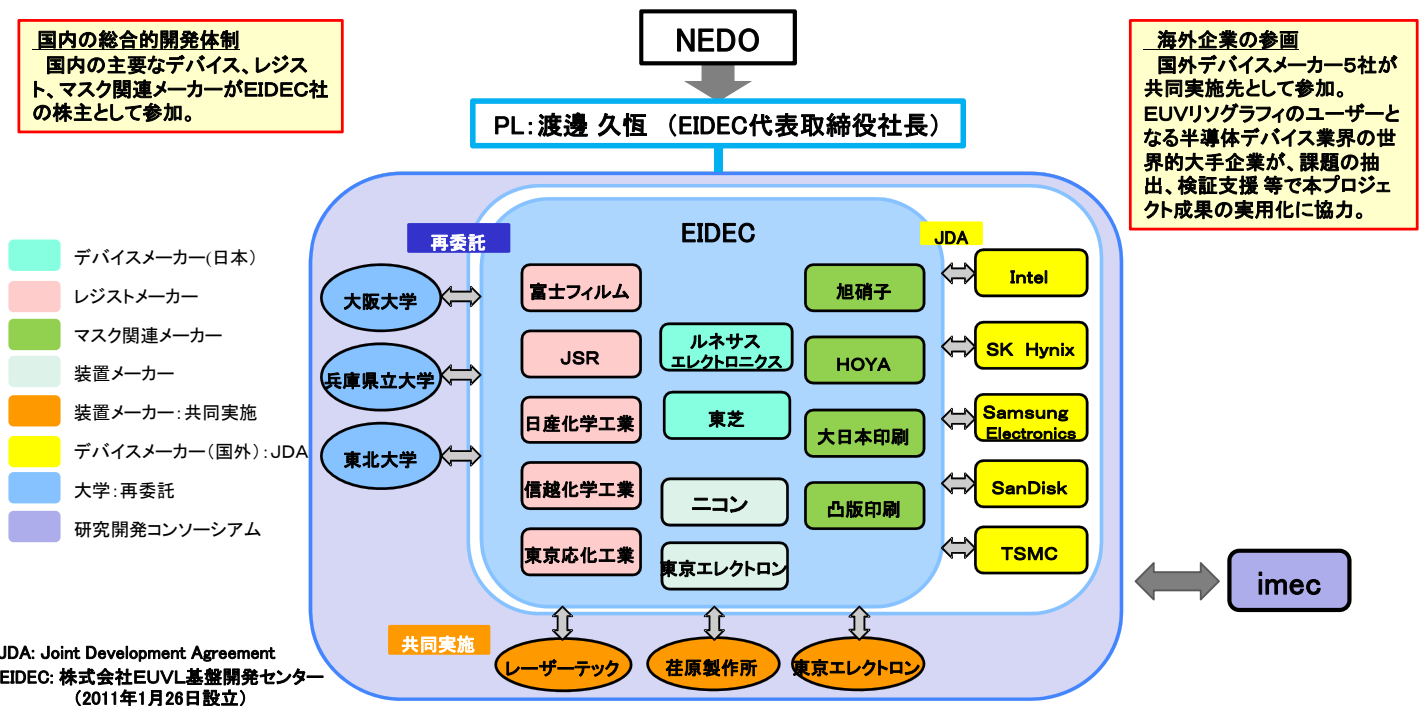 国内の総合的開発体制
国内の主要なデバイス、レジス
ト、マスク関連メーカーがEIDEC社
の株主として参加。
NEDO
PL:渡邊 久恒 （EIDEC代表取締役社長）
海外企業の参画
国外デバイスメーカー5社が
共同実施先として参加。
EUVリソグラフィのユーザーと
なる半導体デバイス業界の世
界的大手企業が、課題の抽
出、検証支援 等で本プロジェ
クト成果の実用化に協力。
デバイスメーカー(日本)
レジストメーカー
マスク関連メーカー
装置メーカー
装置メーカー:共同実施
デバイスメーカー(国外):JDA
大学:再委託
研究開発コンソーシアム
再委託
大阪大学
兵庫県立大学
東北大学
EIDEC
富士フィルム
JSR
日産化学工業
信越化学工業
東京応化工業
ルネサス
エレクトロニクス
東芝
ニコン
東京エレクトロン
旭硝子
HOYA
大日本印刷
凸版印刷
JDA
Intel
SK Hynix
Samsung
Electronics
SanDisk
TSMC
imec
共同実施
レーザーテック
荏原製作所
東京エレクトロン
JDA: Joint Development Agreement
EIDEC: 株式会社EUVL基盤開発センター
(2011年1月26日設立)